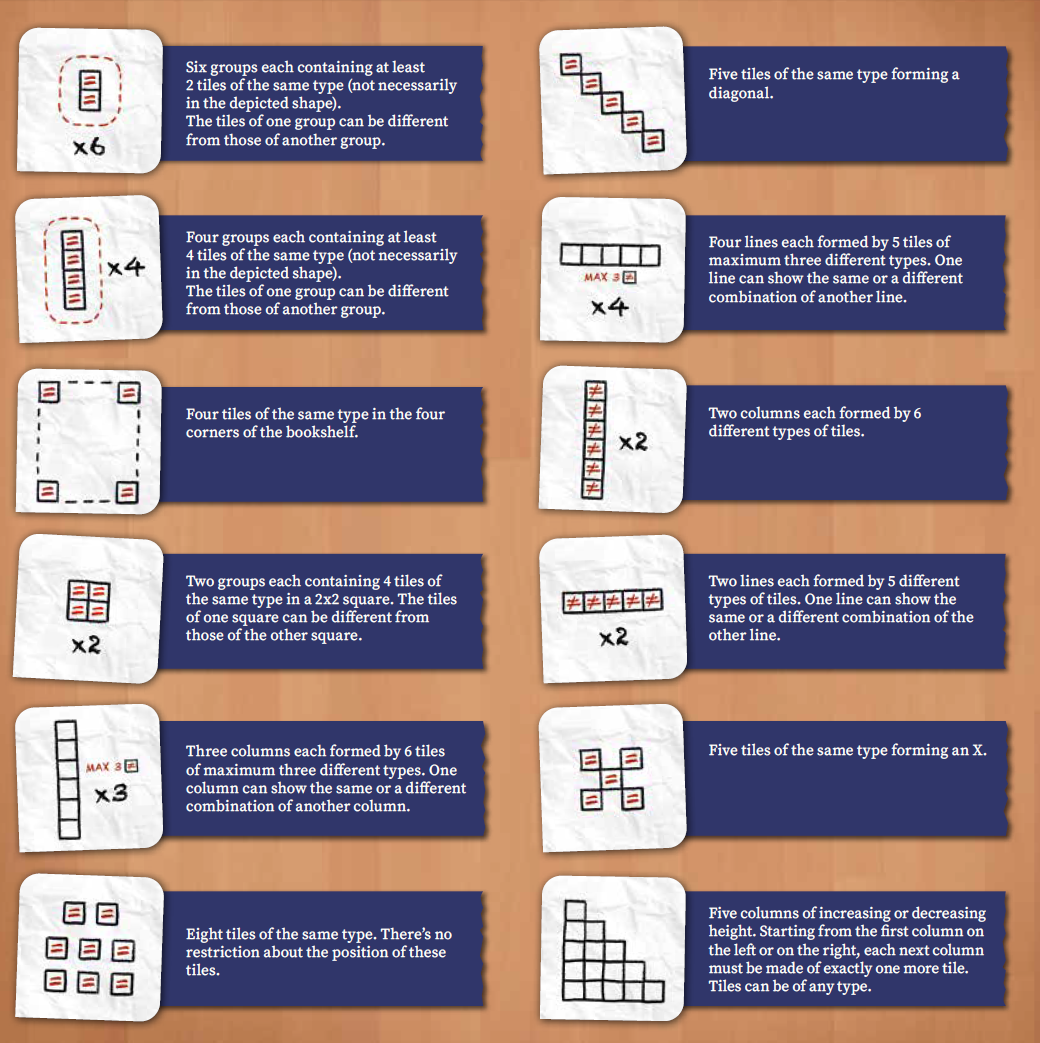 x6
Six groups each containing at least
2 tiles of the same type (not necessarily
in the depicted shape).
The tiles of one group can be different
from those of another group.
Five tiles of the same type forming a
diagonal.
x4
Four groups each containing at least
4 tiles of the same type (not necessarily
in the depicted shape).
The tiles of one group can be different
from those of another group.
MAX 3 ≠
x4
Four lines each formed by 5 tiles of
maximum three different types. One
line can show the same or a different
combination of another line.
Four tiles of the same type in the four
corners of the bookshelf.
x2
Two columns each formed by 6
different types of tiles.
x2
Two groups each containing 4 tiles of
the same type in a 2x2 square. The tiles
of one square can be different from
those of the other square.
x2
Two lines each formed by 5 different
types of tiles. One line can show the
same or a different combination of the
other line.
MAX 3 ≠
x3
Three columns each formed by 6 tiles
of maximum three different types. One
column can show the same or a different
combination of another column.
Five tiles of the same type forming an X.
Eight tiles of the same type. There’s no
restriction about the position of these
tiles.
Five columns of increasing or decreasing
height. Starting from the first column on
the left or on the right, each next column
must be made of exactly one more tile.
Tiles can be of any type.